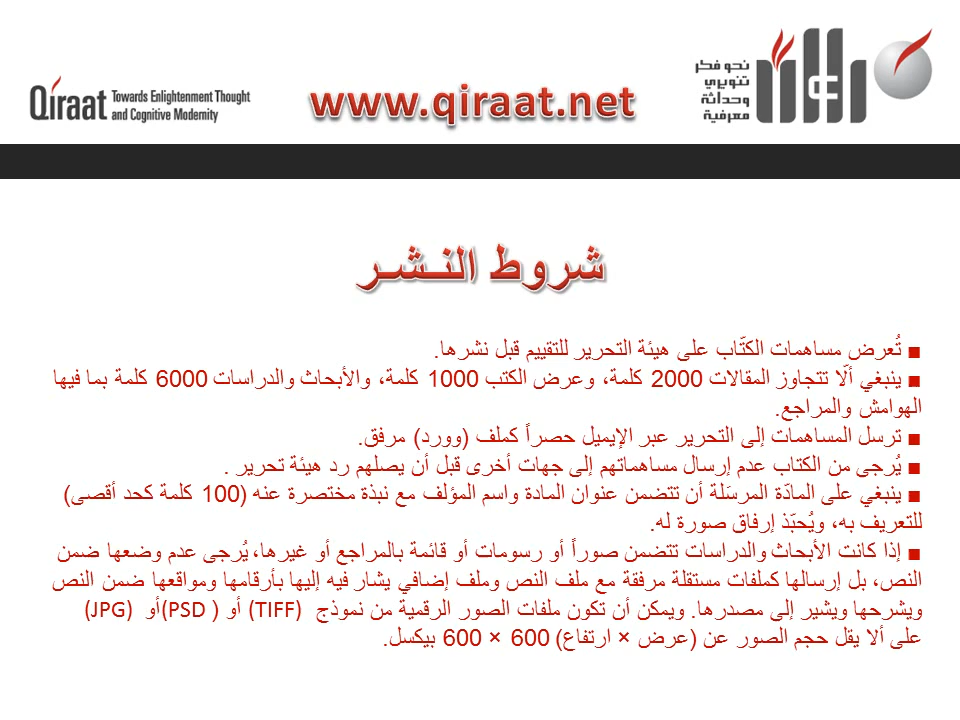 Qiraat Towards Enlightenment Thought
and Cognitive Modernity
www.qiraat.net
نحو فكر
تنويري
وحداثة
معرفية
شروط النـشـر
■ تُعرض مساهمات الكتّاب على هيئة التحرير للتقييم قبل نشرها.
■ ينبغي ألّا تتجاوز المقالات 2000 كلمة، وعرض الكتب 1000 كلمة، والأبحاث والدراسات 6000 كلمة بما فيها
الهوامش والمراجع.
■ ترسل المساهمات إلى التحرير عبر الإيميل حصراً كملف (وورد) مرفق.
■ يُرجى من الكتاب عدم إرسال مساهماتهم إلى جهات أخرى قبل أن يصلهم رد هيئة تحرير .
■ ينبغي على المادّة المرسَلة أن تتضمن عنوان المادة واسم المؤلف مع نبذة مختصرة عنه (100 كلمة كحد أقصى)
للتعريف به، ويُحبّذ إرفاق صورة له.
■ إذا كانت الأبحاث والدراسات تتضمن صوراً أو رسومات أو قائمة بالمراجع أو غيرها، يُرجى عدم وضعها ضمن
النص، بل إرسالها كملفات مستقلة مرفقة مع ملف النص وملف إضافي يشار فيه إليها بأرقامها ومواقعها ضمن النص
ويشرحها ويشير إلى مصدرها. ويمكن أن تكون ملفات الصور الرقمية من نموذج (TIFF) أو ( PSD)أو (JPG)
على ألا يقل حجم الصور عن (عرض × ارتفاع) 600 × 600 بيكسل.